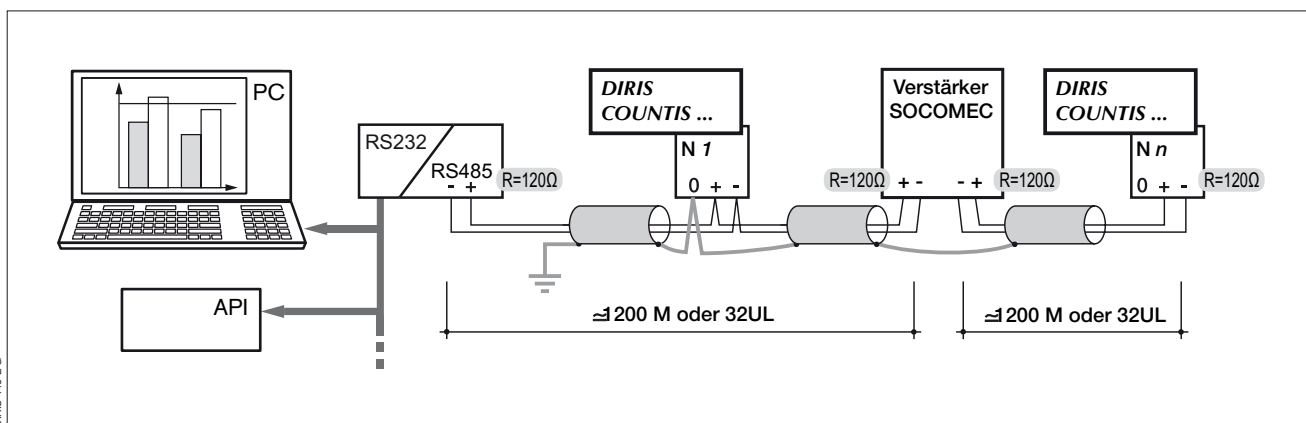 PC
API
RS232
RS485
- +
R=120Ω
DIRIS
COUNTIS ...
N 1
0 + -
R=120Ω
Verstärker
SOCOMEC
+ -
- +
R=120Ω
DIRIS
COUNTIS ...
N n
0 + -
R=120Ω
≃1200 M oder 32UL
≃1200 M oder 32UL